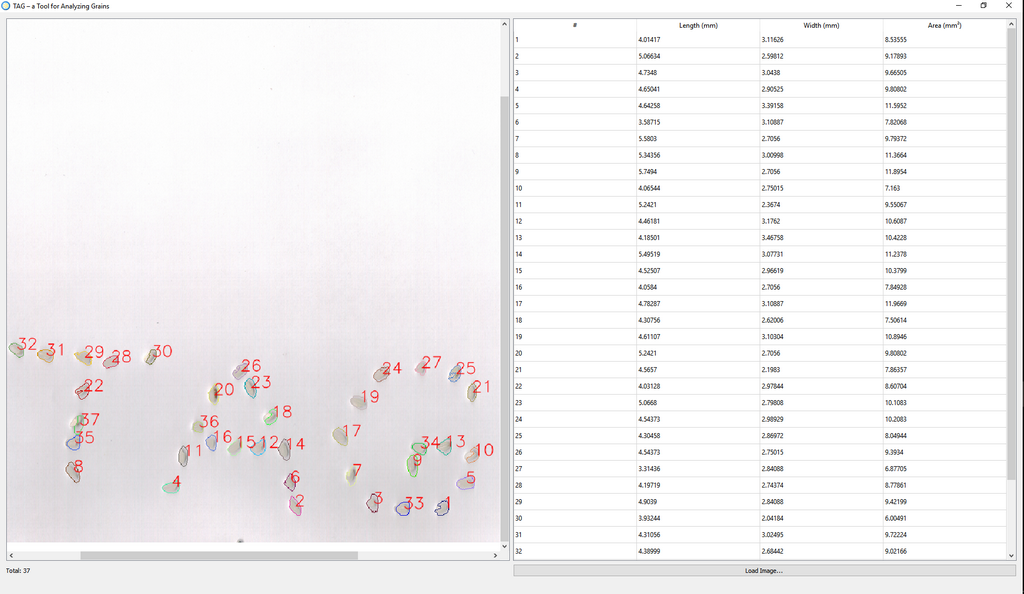 TAG – a Tool for Analyzing Grains
# Length (mm) Width (mm) Area (mm²)
1 4.01417 3.11626 8.53555
2 5.06634 2.59812 9.17893
3 4.7348 3.0438 9.66505
4 4.65041 2.90525 9.80802
5 4.64258 3.39158 11.5952
6 3.58715 3.10887 7.82068
7 5.5803 2.7056 9.79372
8 5.34356 3.00998 11.3664
9 5.7494 2.7056 11.8954
10 4.06544 2.75015 7.163
11 5.2421 2.3674 9.55067
12 4.46181 3.1762 10.6087
13 4.18501 3.46758 10.4228
14 5.49519 3.07731 11.2378
15 4.52507 2.96619 10.3799
16 4.0584 2.7056 7.84928
17 4.78287 3.10887 11.9669
18 4.30756 2.62006 7.50614
19 4.61107 3.10304 10.8946
20 5.2421 2.7056 9.80802
21 4.5657 2.1983 7.86357
22 4.03128 2.97844 8.60704
23 5.0668 2.79808 10.1083
24 4.54373 2.98929 10.2083
25 4.30458 2.86972 8.04944
26 4.54373 2.75015 9.3934
27 3.31436 2.84088 6.87705
28 4.19719 2.74374 8.77861
29 4.9039 2.84088 9.42199
30 3.93244 2.04184 6.00491
31 4.31056 3.02495 9.72224
32 4.38999 2.68442 9.02166
32 31 29 28 30
26 24 27 25
22 20 23 21
19
18
37 36 17
35 16 15 12 14 34 13
11 10
8 9
4 6 7 5
2 3 33 1
Total: 37
Load Image...